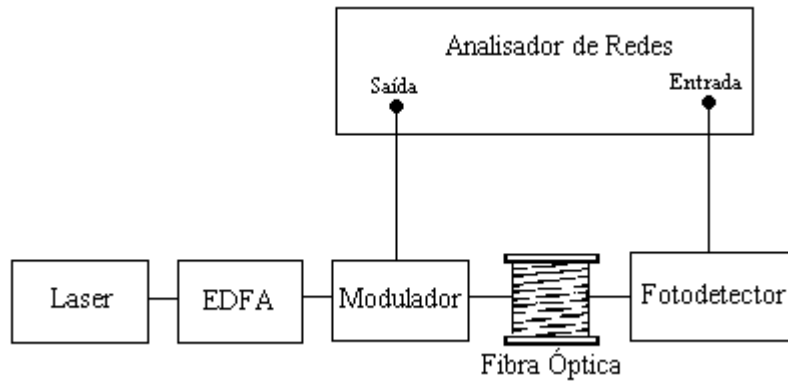 Analisador de Redes
Saída
Entrada
Laser
EDFA
Modulador
Fotodetector
Fibra Óptica